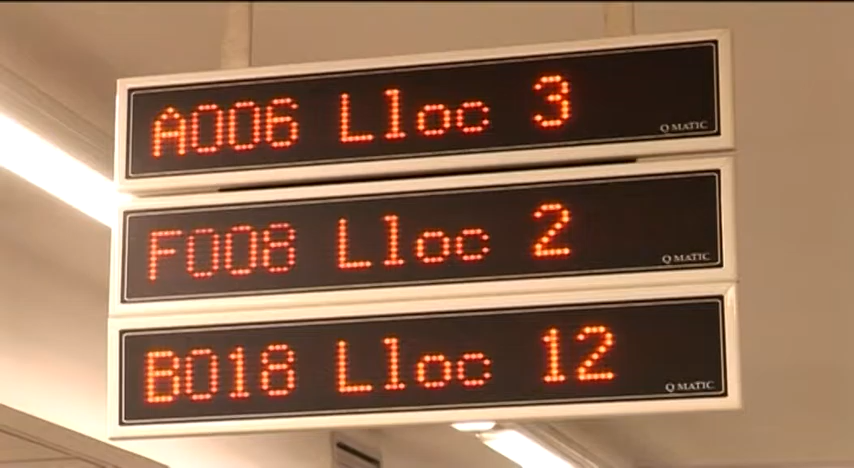 A006 Lloc 3
Q-MATIC
F008 Lloc 2
Q-MATIC
B018 Lloc 12
Q-MATIC